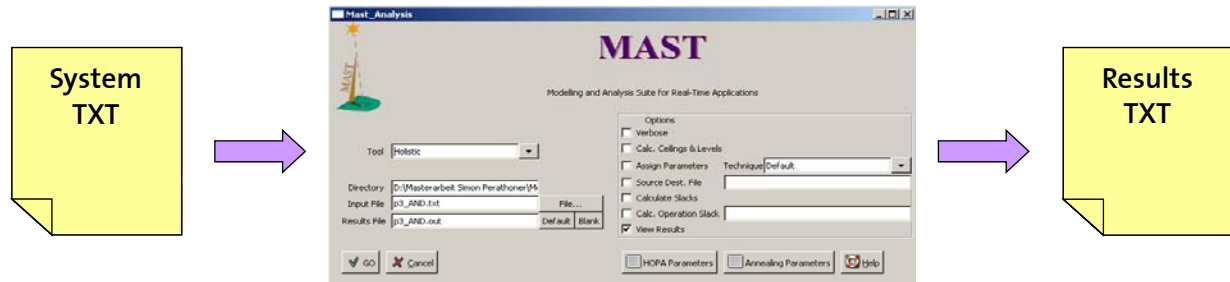 System
TXT
Mast_Analysis
MAST
MAST
Modelling and Analysis Suite for Real-Time Applications
Tool Holistic
Directory D:\Masterarbeit Simon Perathoner\M
Input File p3_AND.txt File...
Results File p3_AND.out Default Blank
Options
Verbose
Calc. Ceilings & Levels
Assign Parameters Technique Default
Source Dest. File
Calculate Slacks
Calc. Operation Slack
View Results
GO Cancel
HOPA Parameters Annealing Parameters Help
Results
TXT